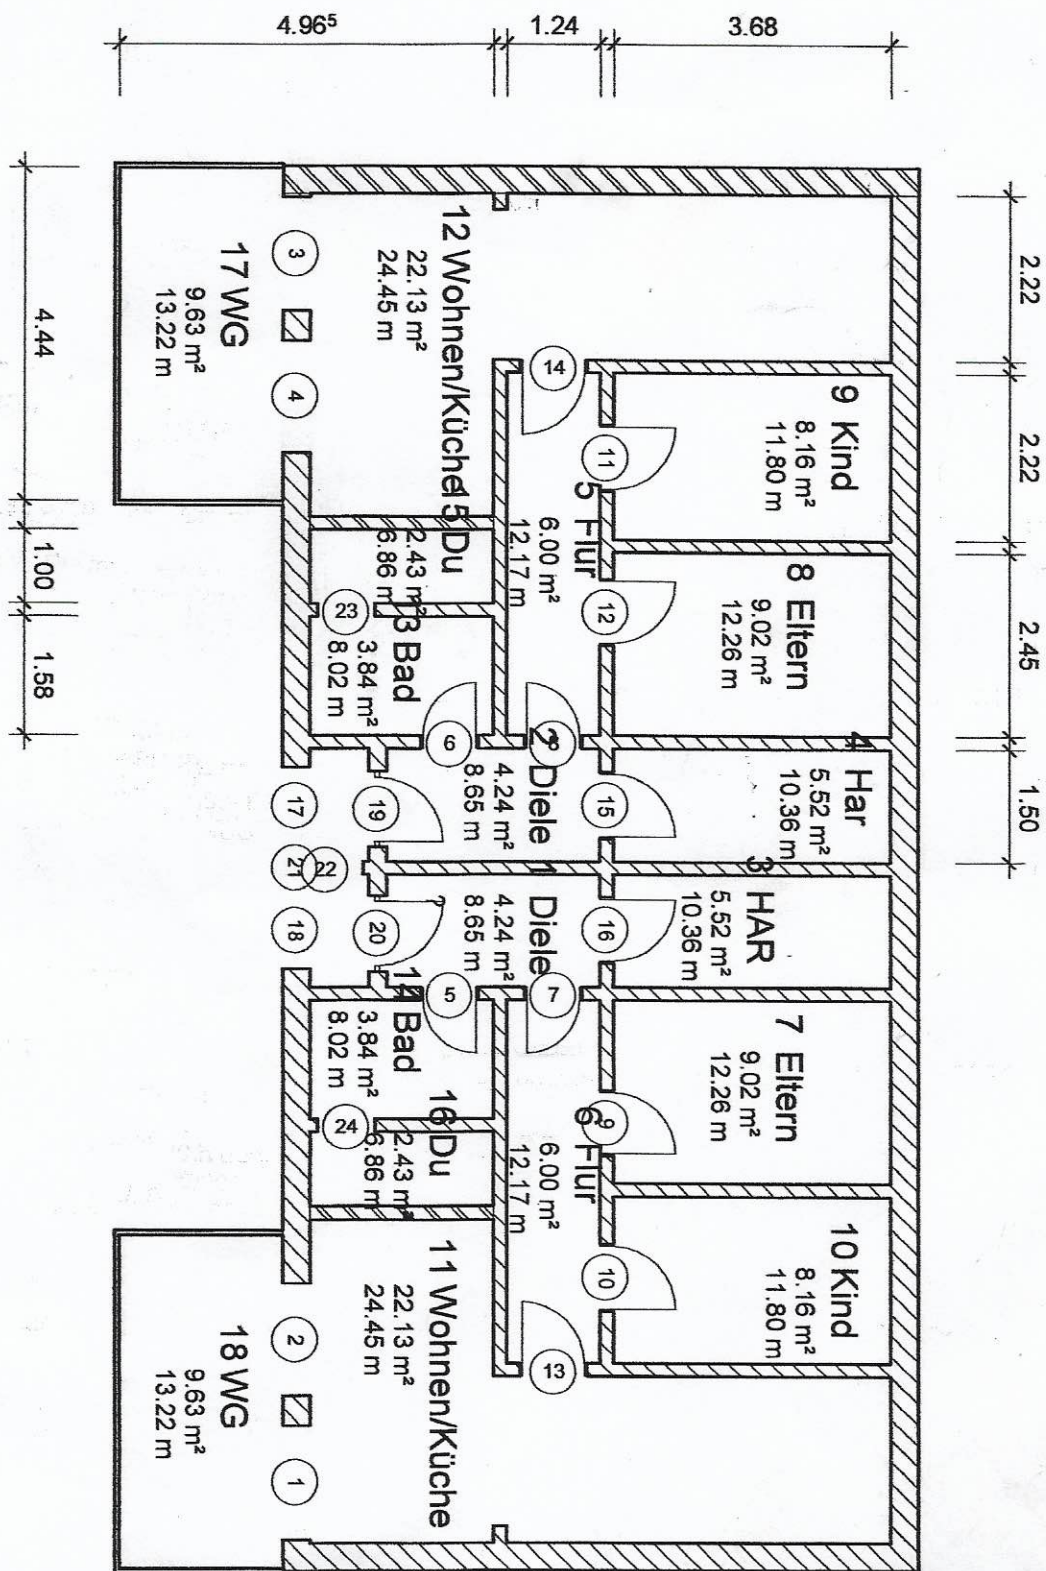 4.96⁵
1.24
3.68
2.22
2.22
2.45
1.50
4.44
1.00
1.58
12 Wohnen/Küche
22.13 m²
24.45 m
17 WG
9.63 m²
13.22 m
3
4
14
9 Kind
8.16 m²
11.80 m
11
5 Flur
6.00 m²
12.17 m
15 Du
2.43 m²
6.86 m
8 Eltern
9.02 m²
12.26 m
12
23
13 Bad
3.84 m²
8.02 m
6
2 Diele
4.24 m²
8.65 m
4 Har
5.52 m²
10.36 m
15
17
19
21
22
18
20
1 Diele
4.24 m²
8.65 m
3 HAR
5.52 m²
10.36 m
16
5
7
14 Bad
3.84 m²
8.02 m
7 Eltern
9.02 m²
12.26 m
9
24
16 Du
2.43 m²
6.86 m
6 Flur
6.00 m²
12.17 m
10
10 Kind
8.16 m²
11.80 m
13
11 Wohnen/Küche
22.13 m²
24.45 m
2
1
18 WG
9.63 m²
13.22 m